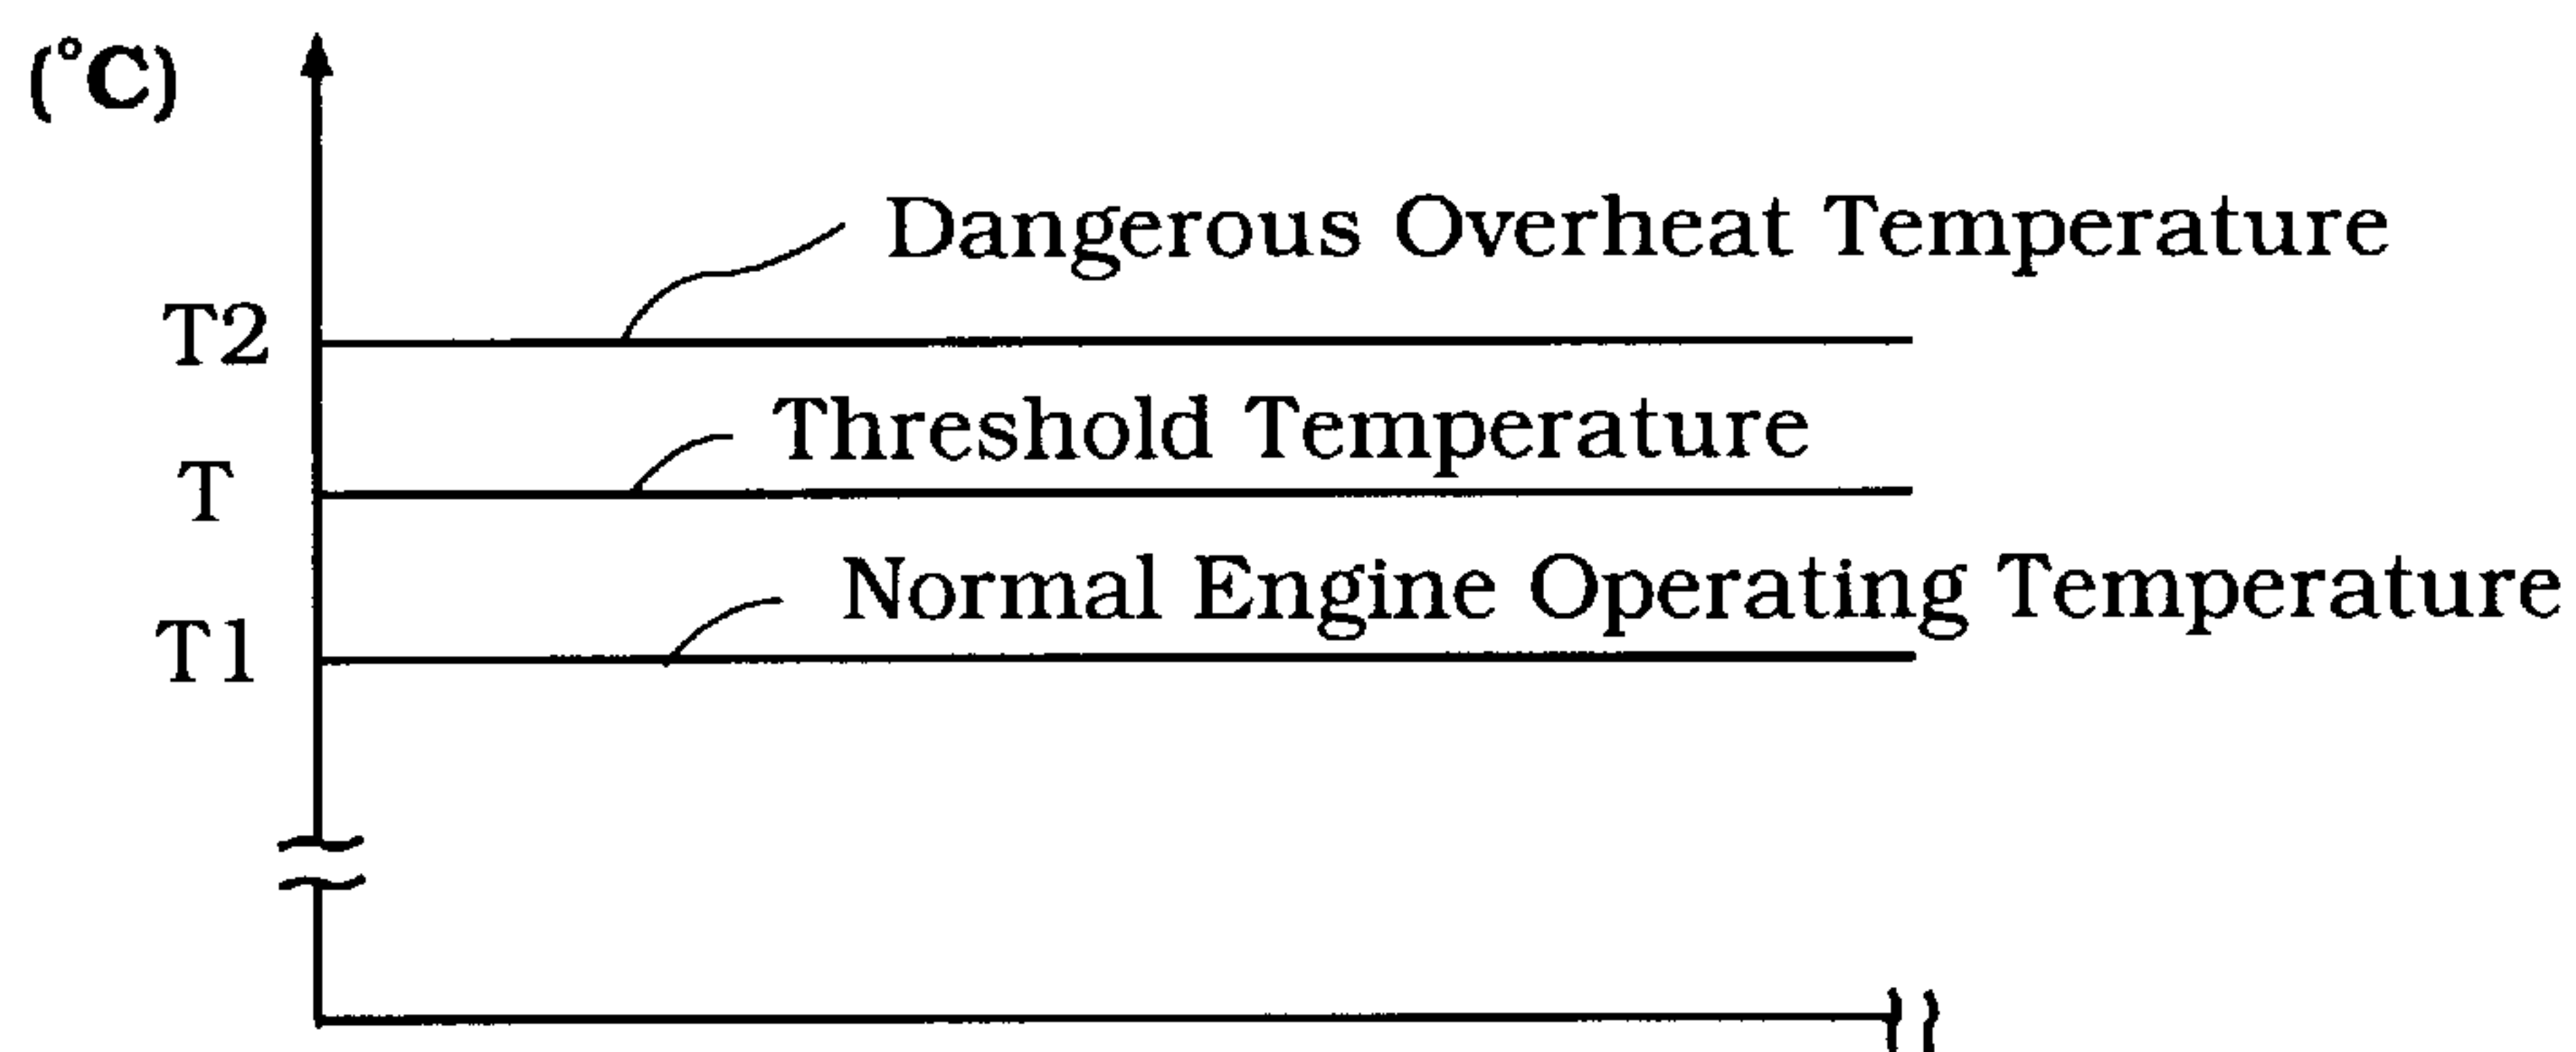 (°C)
Dangerous Overheat Temperature
T2
Threshold Temperature
T
Normal Engine Operating Temperature
T1